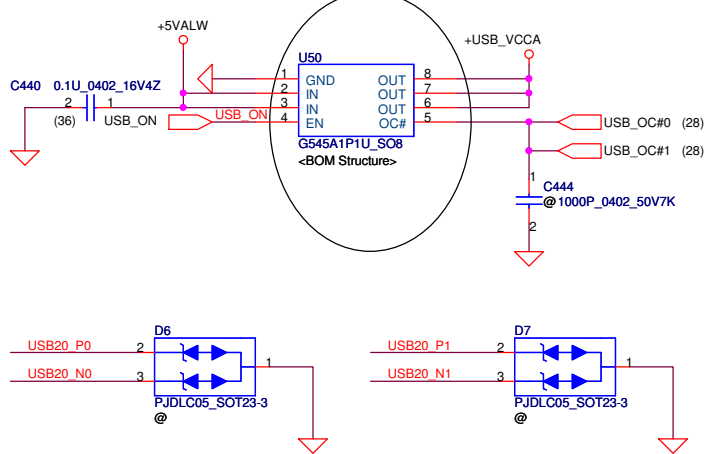 +5VALW
+USB_VCCA
U50
C440 0.1U_0402_16V4Z
1 GND OUT 8
2 IN OUT 7
3 IN OUT 6
4 EN OC# 5
2 1
(36) USB_ON USB_ON
G545A1P1U_SO8
<BOM Structure>
USB_OC#0 (28)
USB_OC#1 (28)
1
C444
@ 1000P_0402_50V7K
2
D6
USB20_P0 2
1
USB20_N0 3
PJDLC05_SOT23-3
@
D7
USB20_P1 2
1
USB20_N1 3
PJDLC05_SOT23-3
@